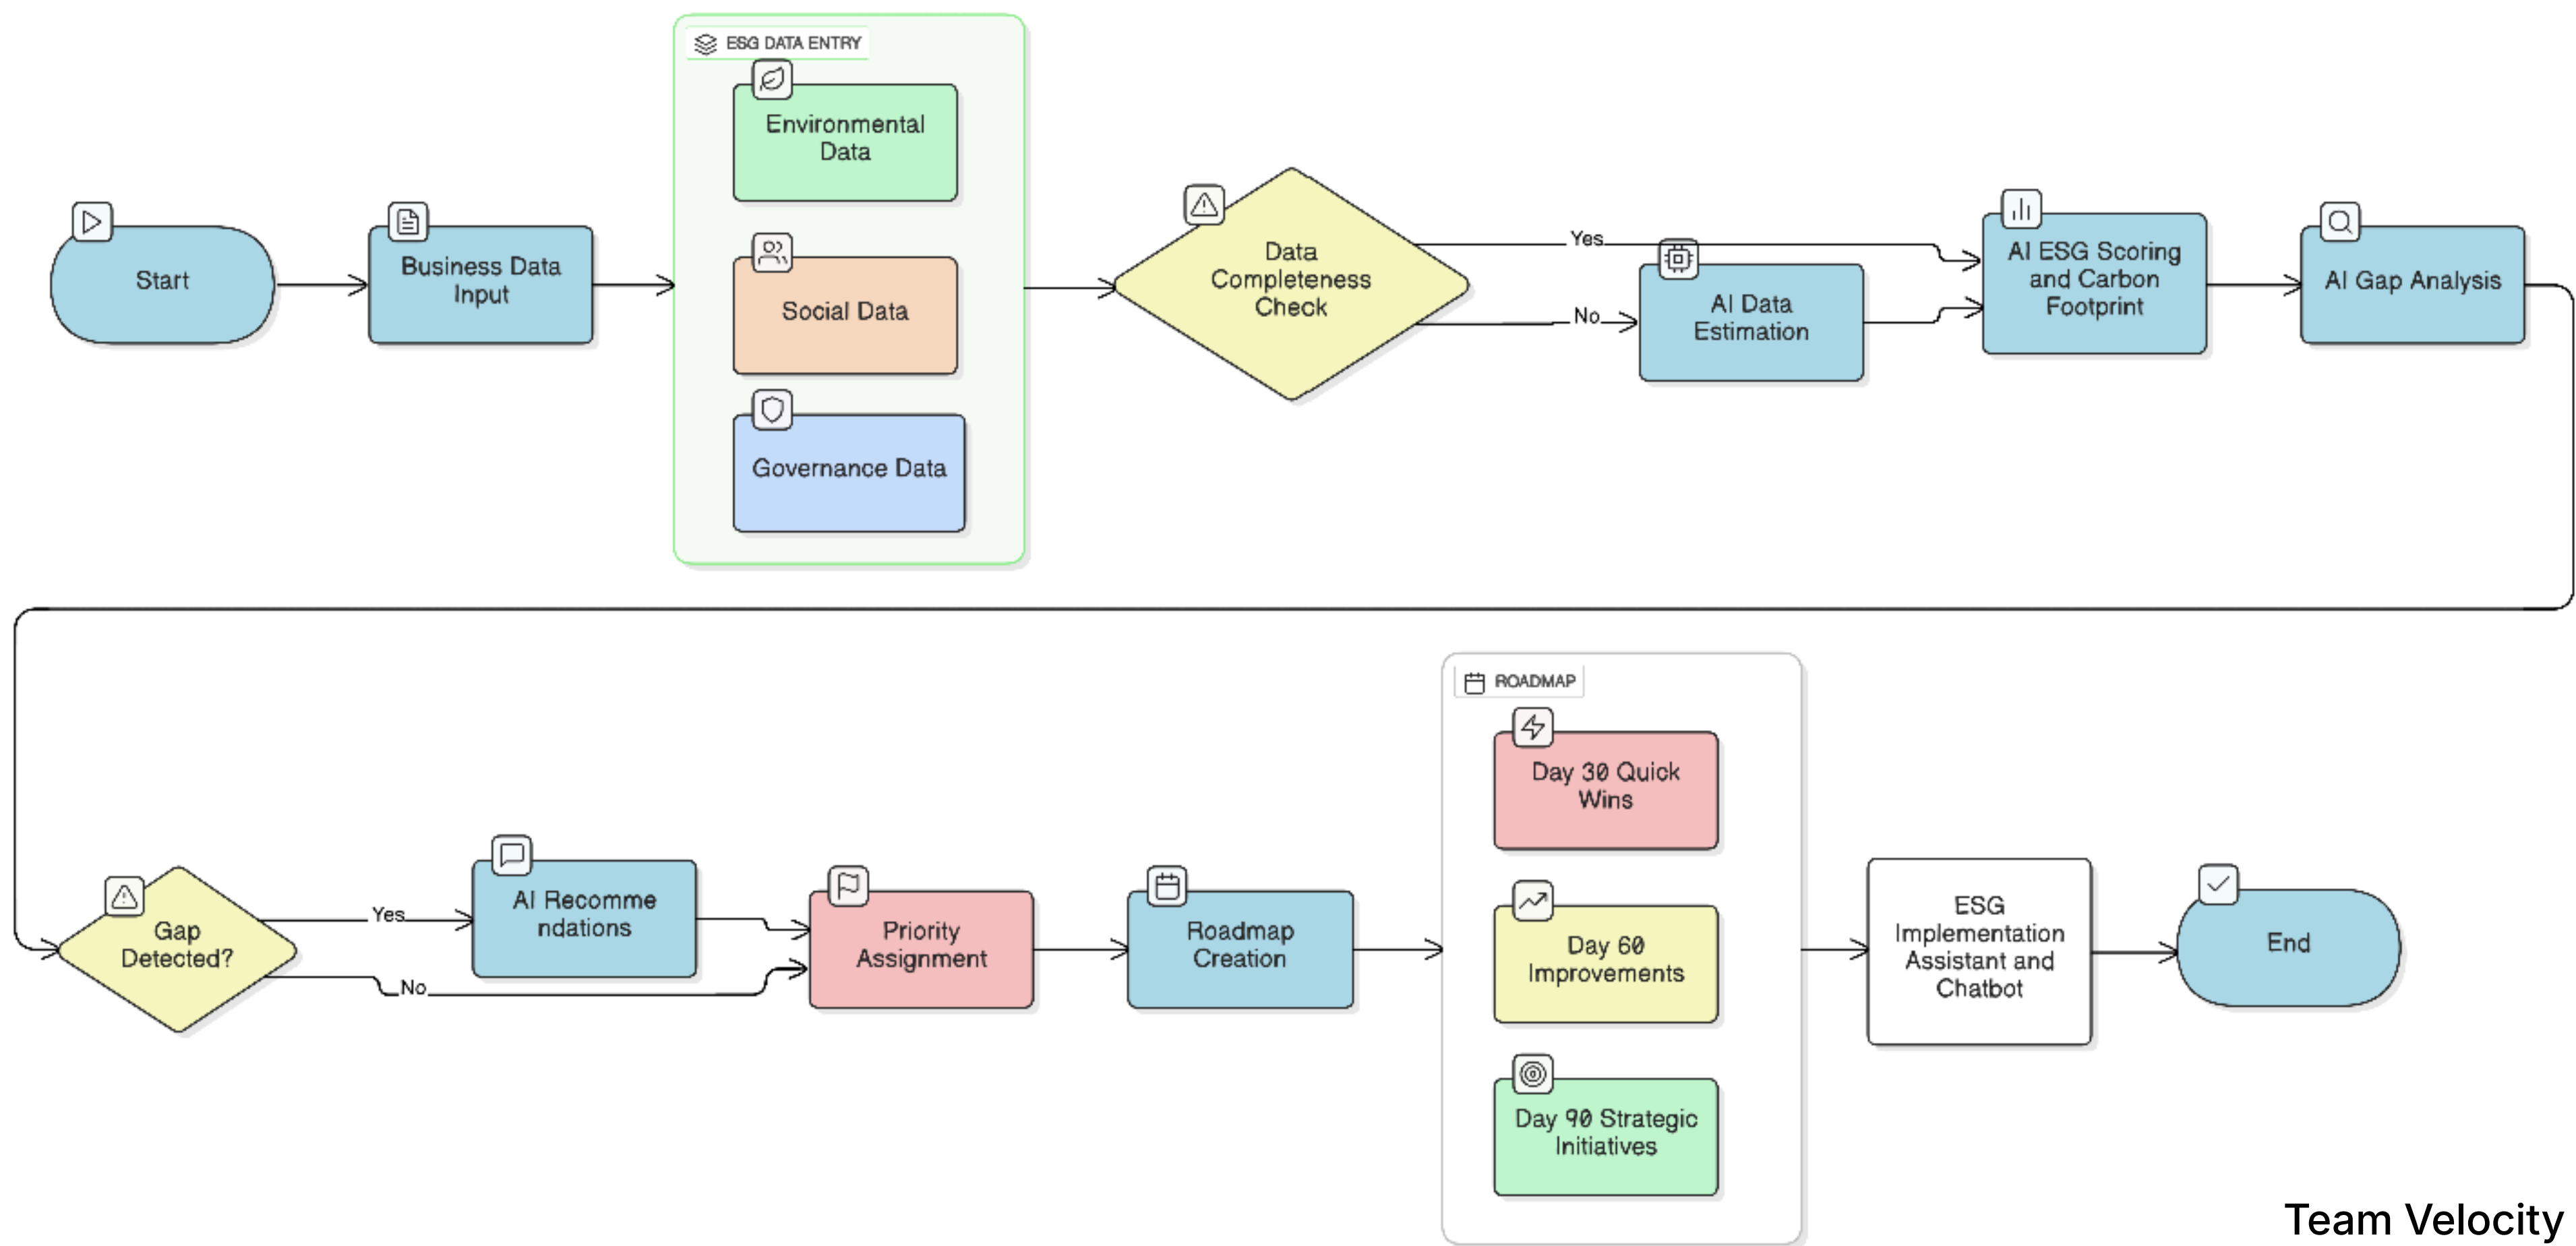 ESG DATA ENTRY
Environmental
Data
Social Data
Governance Data
Start
Business Data
Input
Data
Completeness
Check
Yes
No
AI Data
Estimation
AI ESG Scoring
and Carbon
Footprint
AI Gap Analysis
Gap
Detected?
Yes
No
AI Recomme
ndations
Priority
Assignment
Roadmap
Creation
ROADMAP
Day 30 Quick
Wins
Day 60
Improvements
Day 90 Strategic
Initiatives
ESG
Implementation
Assistant and
Chatbot
End
Team Velocity